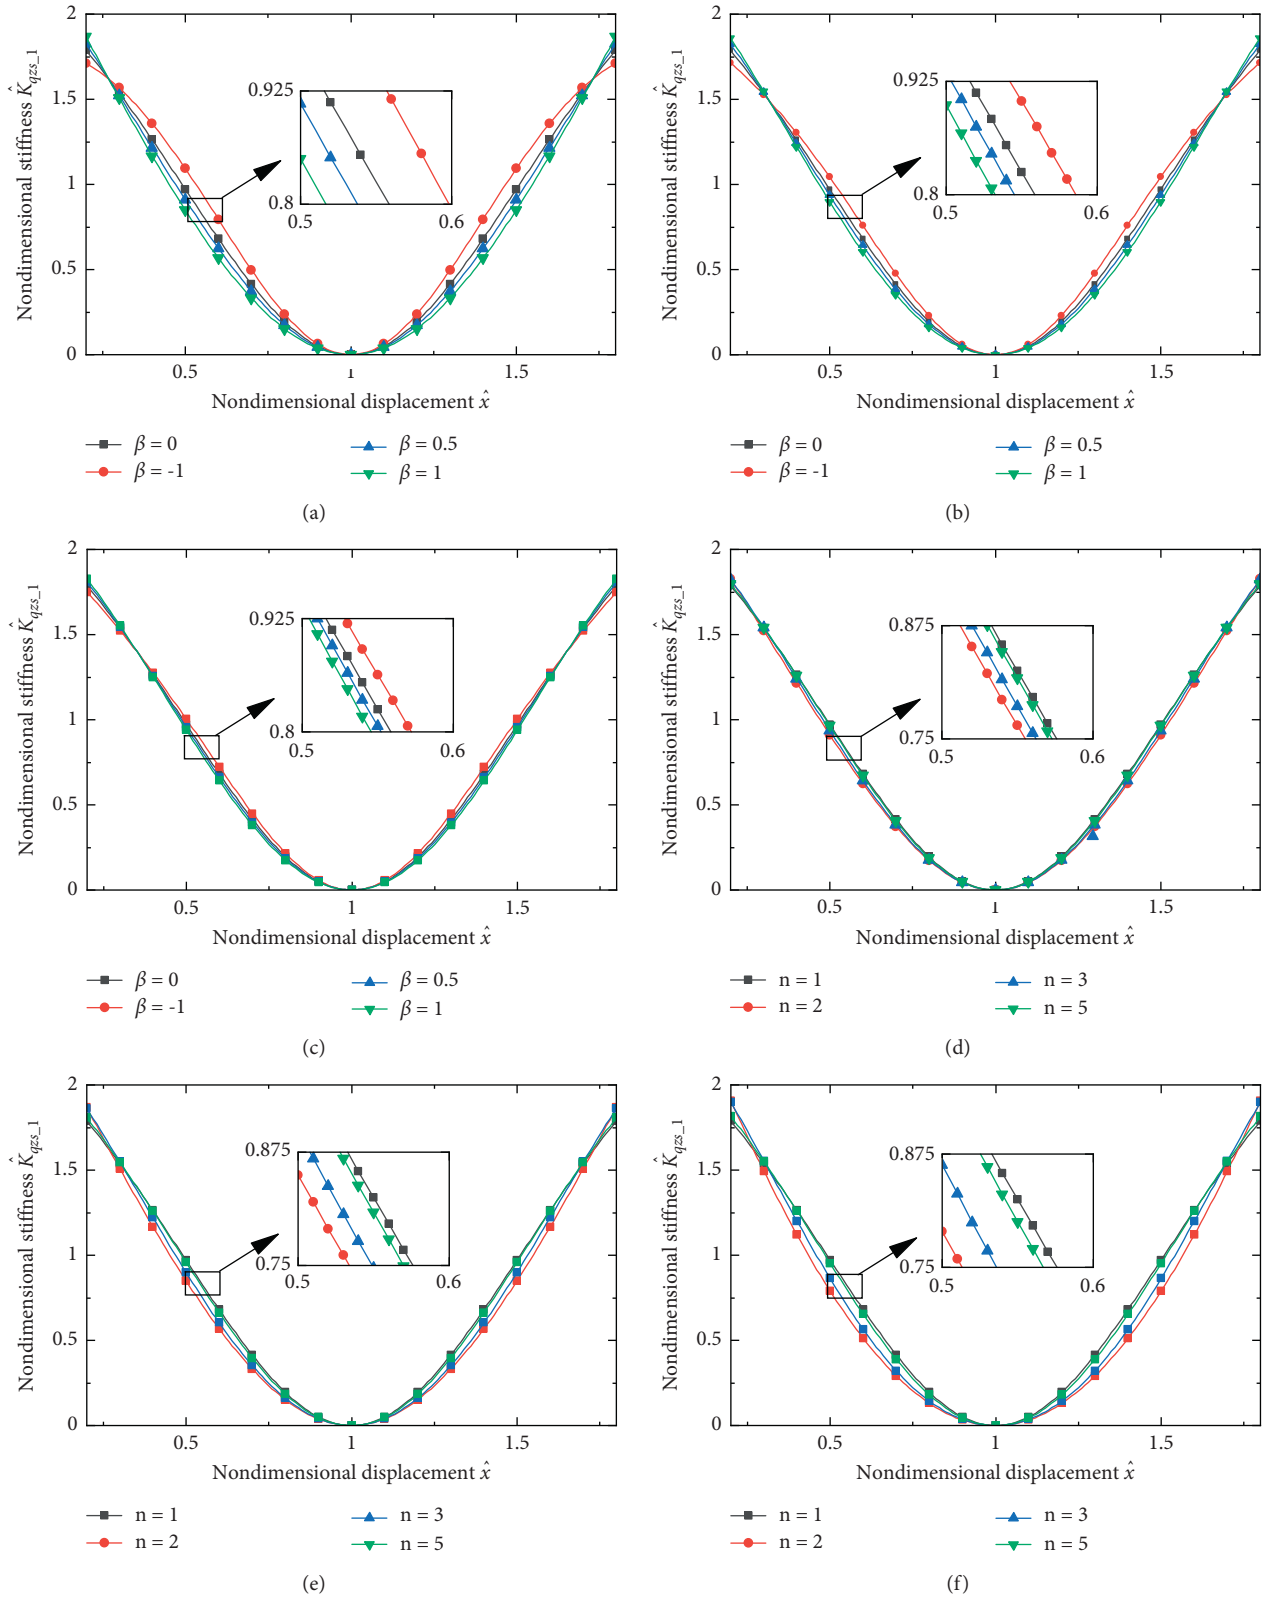 Nondimensional stiffness K̂qzs_1
2
1.5
1
0.5
0
0.5
1
1.5
0.925
0.8
0.5
0.6
Nondimensional displacement x̂
β = 0
β = 0.5
β = -1
β = 1
(a)
Nondimensional stiffness K̂qzs_1
2
1.5
1
0.5
0
0.5
1
1.5
0.925
0.8
0.5
0.6
Nondimensional displacement x̂
β = 0
β = 0.5
β = -1
β = 1
(b)
Nondimensional stiffness K̂qzs_1
2
1.5
1
0.5
0
0.5
1
1.5
0.925
0.8
0.5
0.6
Nondimensional displacement x̂
β = 0
β = 0.5
β = -1
β = 1
(c)
Nondimensional stiffness K̂qzs_1
2
1.5
1
0.5
0
0.5
1
1.5
0.875
0.75
0.5
0.6
Nondimensional displacement x̂
n = 1
n = 3
n = 2
n = 5
(d)
Nondimensional stiffness K̂qzs_1
2
1.5
1
0.5
0
0.5
1
1.5
0.875
0.75
0.5
0.6
Nondimensional displacement x̂
n = 1
n = 3
n = 2
n = 5
(e)
Nondimensional stiffness K̂qzs_1
2
1.5
1
0.5
0
0.5
1
1.5
0.875
0.75
0.5
0.6
Nondimensional displacement x̂
n = 1
n = 3
n = 2
n = 5
(f)